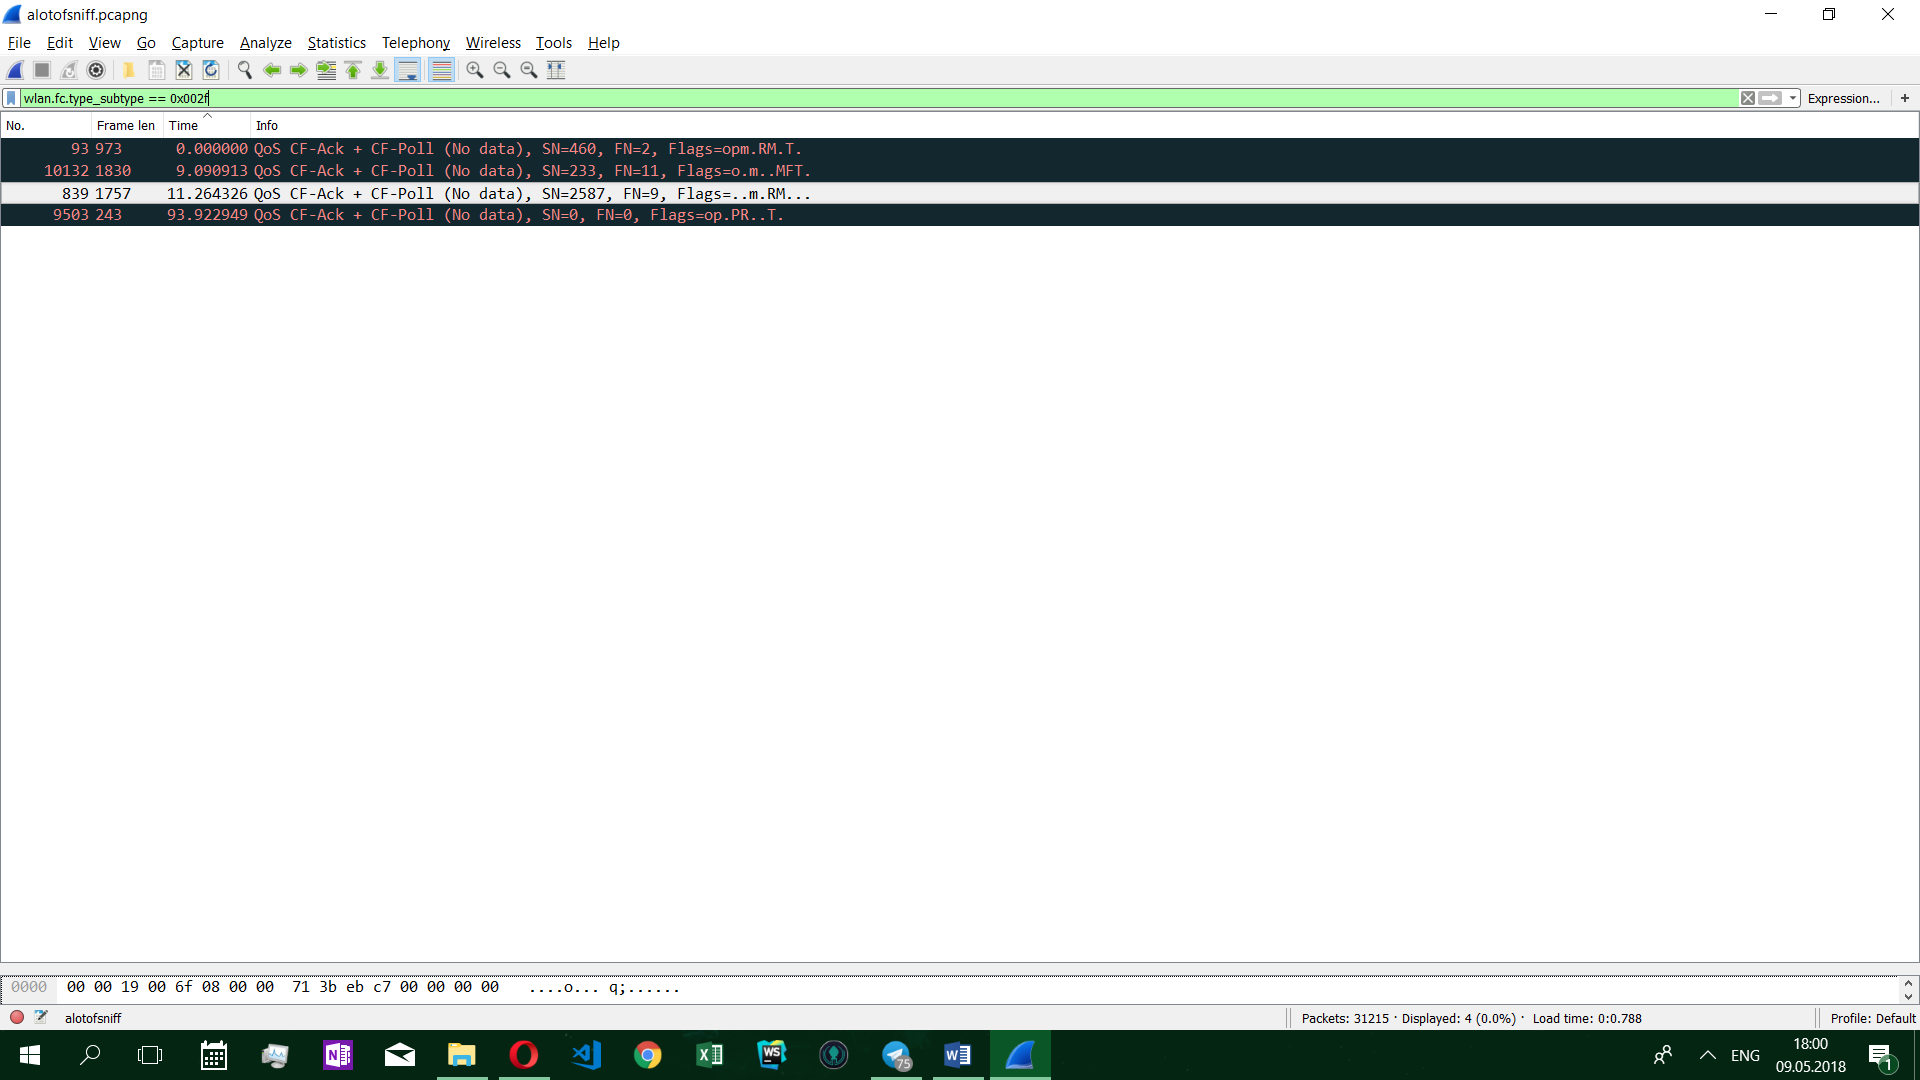 alotofsniff.pcapng
File Edit View Go Capture Analyze Statistics Telephony Wireless Tools Help
wlan.fc.type_subtype == 0x002f Expression... +
No. Frame len Time Info
93 973 0.000000 QoS CF-Ack + CF-Poll (No data), SN=460, FN=2, Flags=opm.RM.T.
10132 1830 9.090913 QoS CF-Ack + CF-Poll (No data), SN=233, FN=11, Flags=o.m..MFT.
839 1757 11.264326 QoS CF-Ack + CF-Poll (No data), SN=2587, FN=9, Flags=..m.RM...
9503 243 93.922949 QoS CF-Ack + CF-Poll (No data), SN=0, FN=0, Flags=op.PR..T.
0000 00 00 19 00 6f 08 00 00 71 3b eb c7 00 00 00 00 ....o... q;......
alotofsniff Packets: 31215 · Displayed: 4 (0.0%) · Load time: 0:0.788 Profile: Default
N WS 75 W ENG 18:00 1
09.05.2018